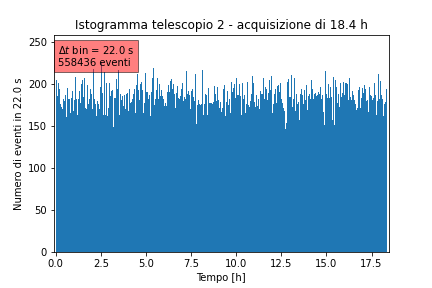 Istogramma telescopio 2 - acquisizione di 18.4 h
250
200
150
100
50
0
Numero di eventi in 22.0 s
Δt bin = 22.0 s
558436 eventi
0.0 2.5 5.0 7.5 10.0 12.5 15.0 17.5
Tempo [h]